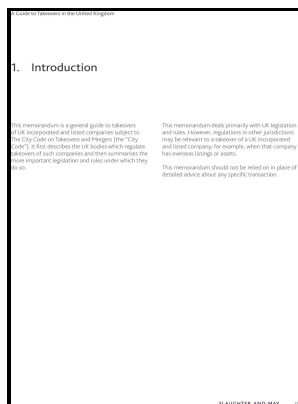 A Guide to Takeovers in the United Kingdom
1. Introduction
This memorandum is a general guide to takeovers
of UK incorporated and listed companies subject to
The City Code on Takeovers and Mergers (the "City
Code"). It first describes the UK bodies which regulate
takeovers of such companies and then summarises the
more important legislation and rules under which they
do so.
This memorandum deals primarily with UK legislation
and rules. However, regulations in other jurisdictions
may be relevant to a takeover of a UK incorporated
and listed company, for example, when that company
has overseas listings or assets.
This memorandum should not be relied on in place of
detailed advice about any specific transaction.
SLAUGHTER AND MAY